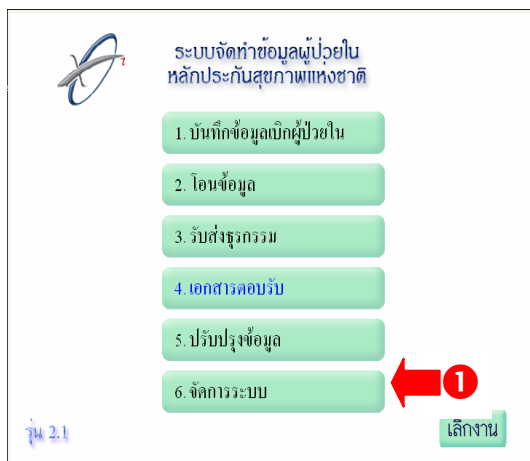 ระบบจัดทำข้อมูลผู้ป่วยใน
หลักประกันสุขภาพแห่งชาติ
1. บันทึกข้อมูลเบิกผู้ป่วยใน
2. โอนข้อมูล
3. รับส่งธุรกรรม
4. เอกสารตอบรับ
5. ปรับปรุงข้อมูล
6. จัดการระบบ
1
รุ่น 2.1
เลิกงาน